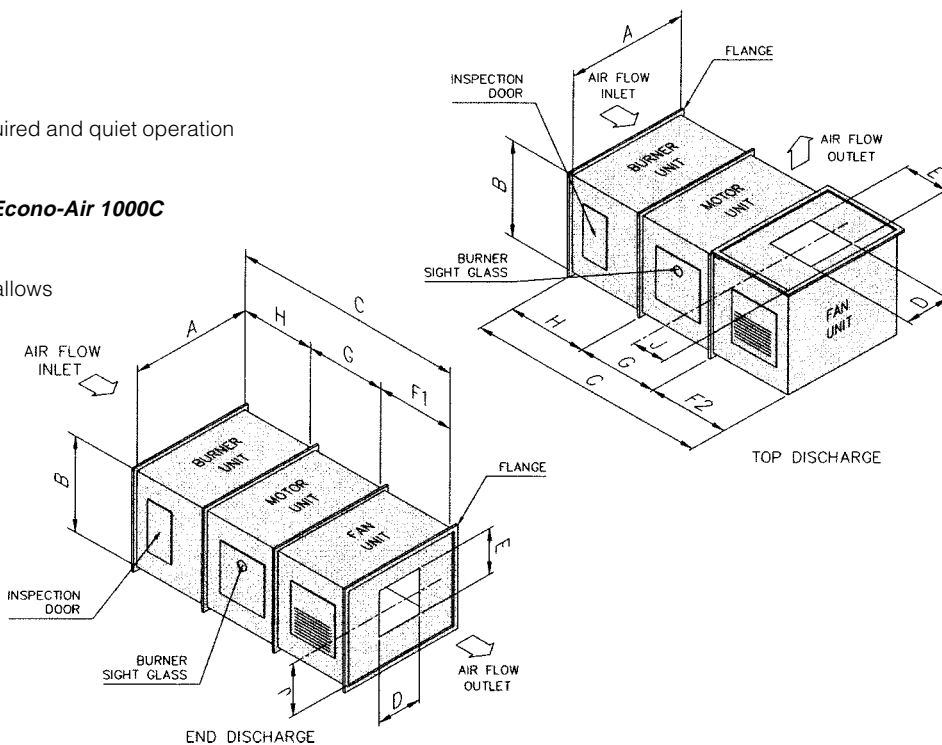 uired and quiet operation
Econo-Air 1000C
allows
A
FLANGE
INSPECTION
DOOR
AIR FLOW
INLET
AIR FLOW
OUTLET
B
BURNER
UNIT
MOTOR
UNIT
E
BURNER
SIGHT GLASS
D
FAN
UNIT
H
J
G
C
F2
TOP DISCHARGE
A
H
C
G
F1
AIR FLOW
INLET
B
BURNER
UNIT
MOTOR
UNIT
FAN
UNIT
FLANGE
E
INSPECTION
DOOR
BURNER
SIGHT GLASS
J
D
AIR FLOW
OUTLET
END DISCHARGE